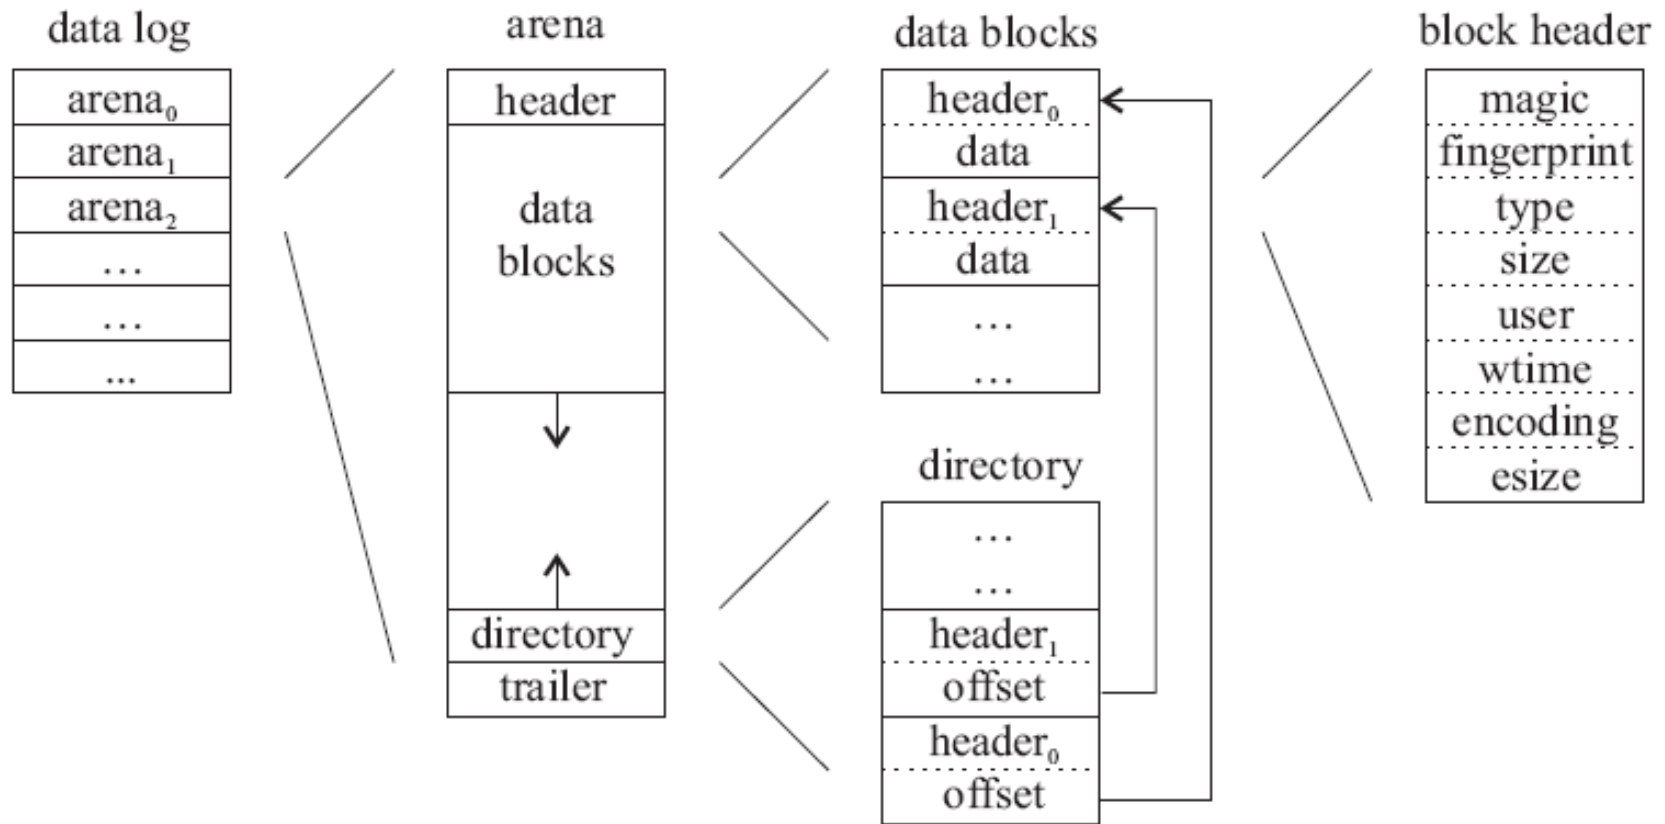 data log
arena₀
arena₁
arena₂
...
...
...
arena
header
data
blocks
directory
trailer
data blocks
header₀
data
header₁
data
...
...
directory
...
...
header₁
offset
header₀
offset
block header
magic
fingerprint
type
size
user
wtime
encoding
esize